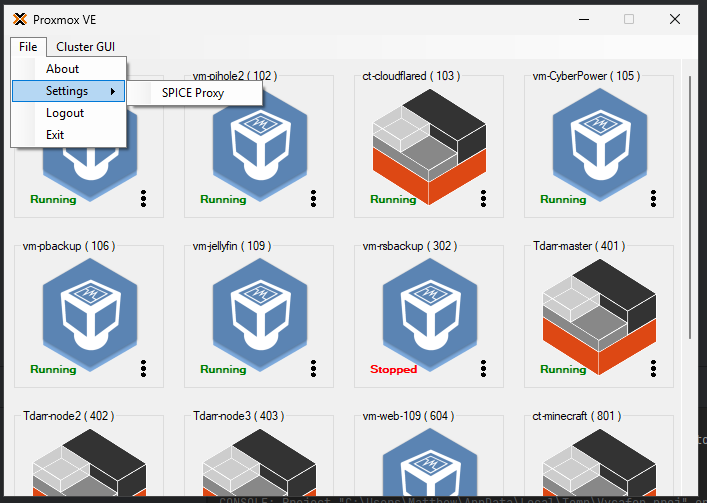 Proxmox VE
File Cluster GUI
About
Settings
SPICE Proxy
Logout
Exit
vm-pihole2 ( 102 )
ct-cloudflared ( 103 )
vm-CyberPower ( 105 )
Running
Running
Running
Running
vm-pbackup ( 106 )
vm-jellyfin ( 109 )
vm-rsbackup ( 302 )
Tdarr-master ( 401 )
Running
Running
Stopped
Running
Tdarr-node2 ( 402 )
Tdarr-node3 ( 403 )
vm-web-109 ( 604 )
ct-minecraft ( 801 )